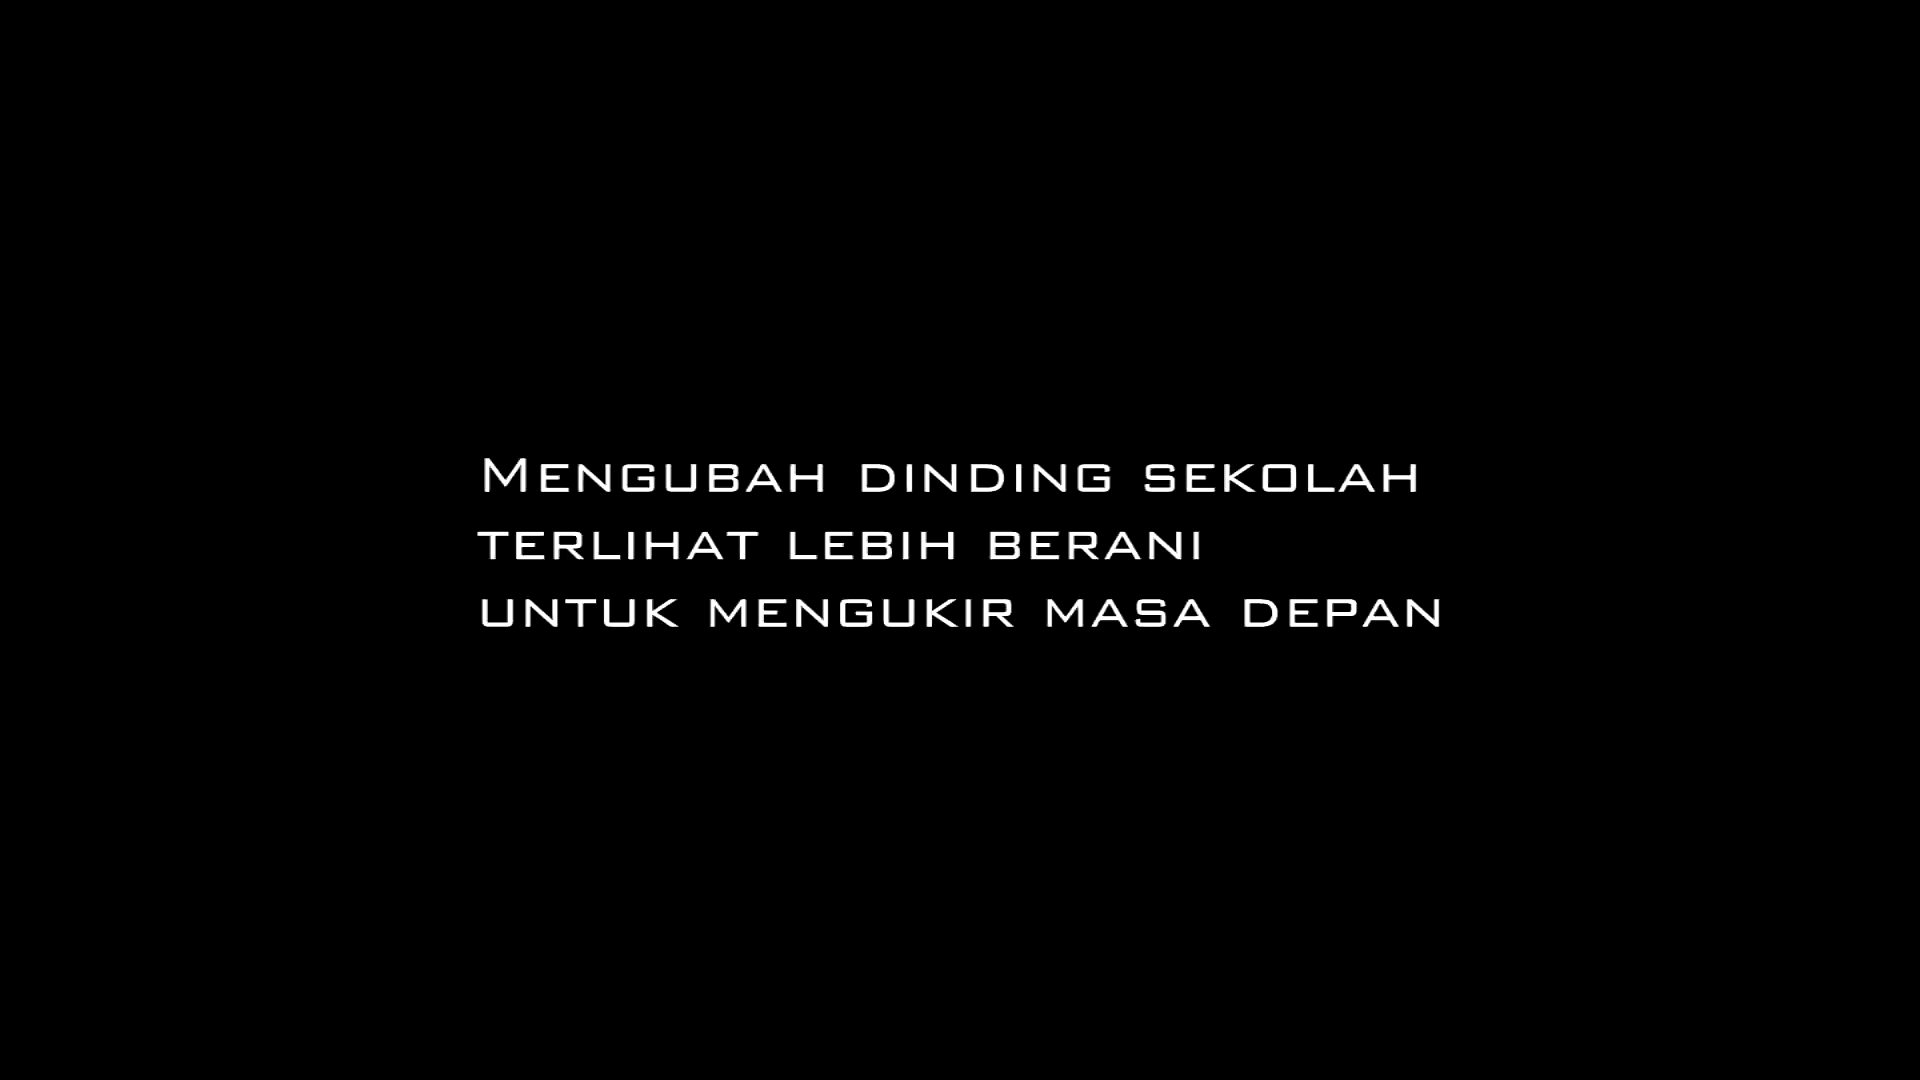 Mengubah dinding sekolah
terlihat lebih berani
untuk mengukir masa depan